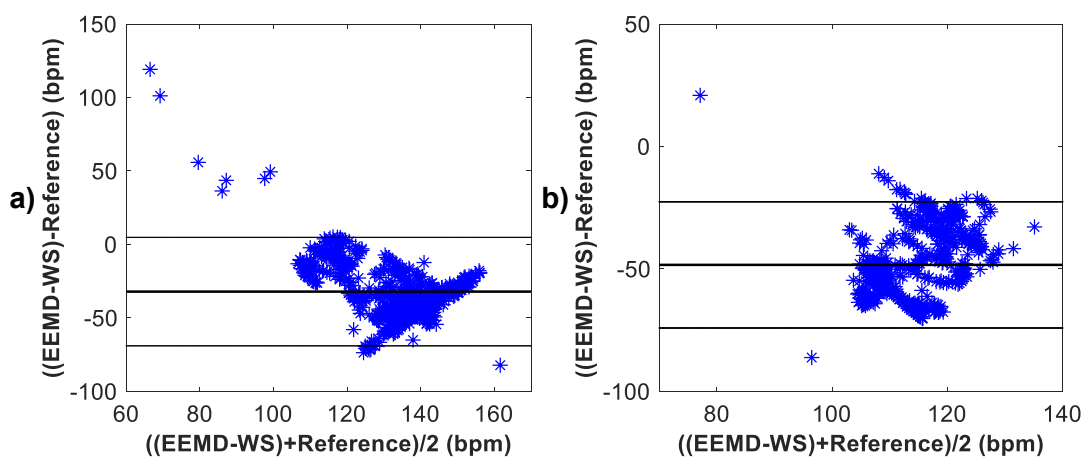 a)
((EEMD-WS)-Reference) (bpm)
150
100
50
0
-50
-100
60 80 100 120 140 160
((EEMD-WS)+Reference)/2 (bpm)
b)
((EEMD-WS)-Reference) (bpm)
50
0
-50
-100
80 100 120 140
((EEMD-WS)+Reference)/2 (bpm)